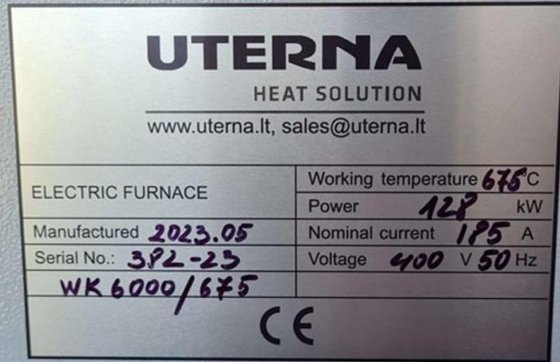 UTERNA
HEAT SOLUTION
www.uterna.lt, sales@uterna.lt
ELECTRIC FURNACE
Manufactured 2023.05
Serial No.: 382-23
WK 6000/675
Working temperature 675°C
Power 128 kW
Nominal current 185 A
Voltage 400 V 50 Hz
CE